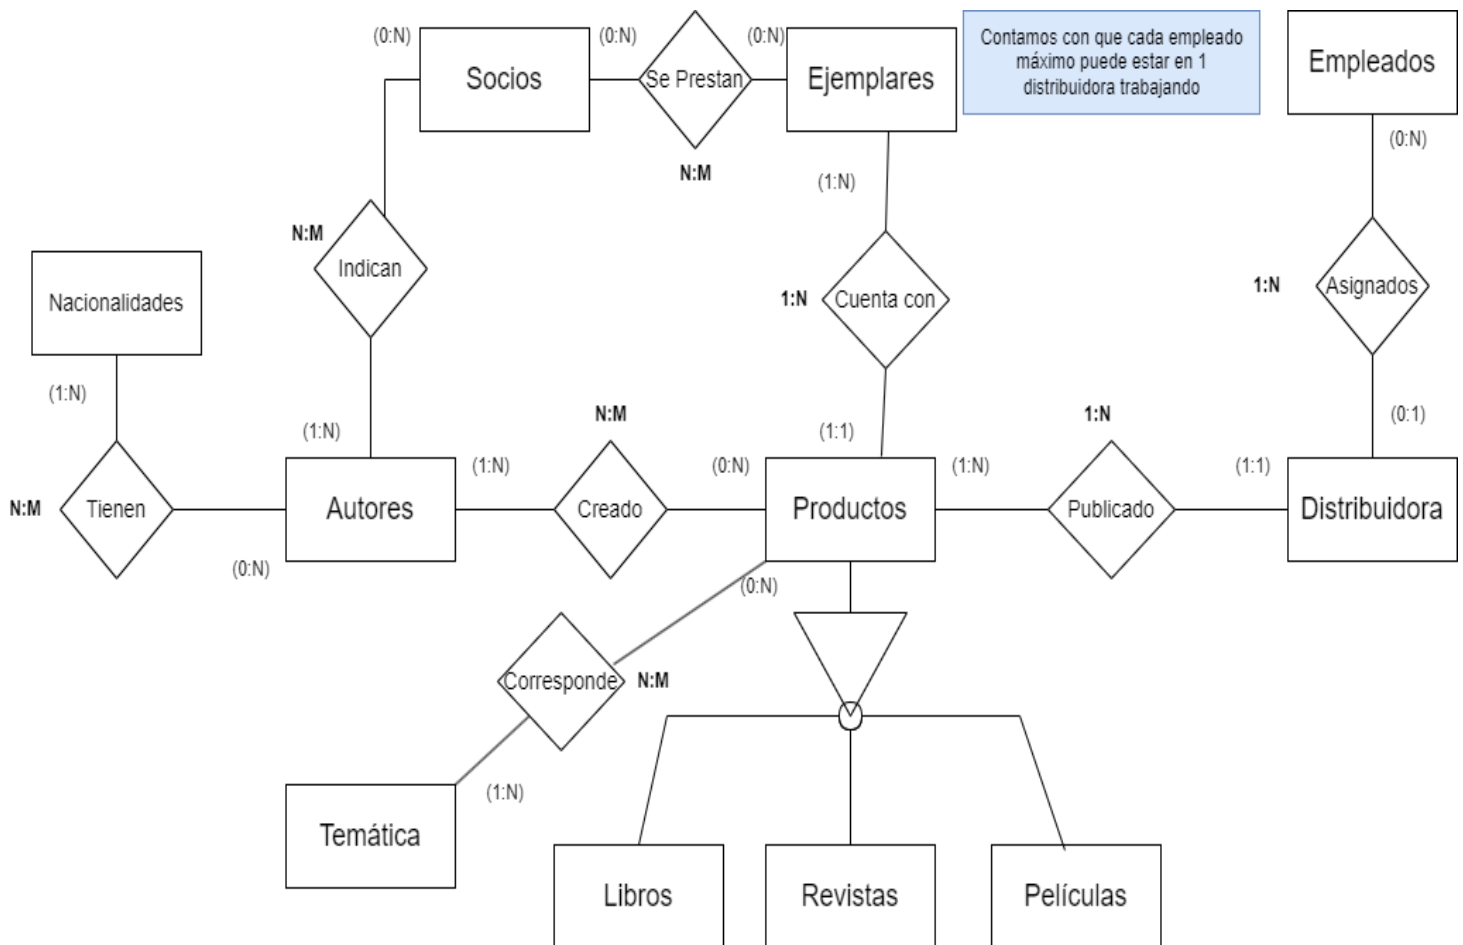 (0:N)
Socios
(0:N)
Se Prestan
(0:N)
Ejemplares
N:M
Contamos con que cada empleado
máximo puede estar en 1
distribuidora trabajando
Empleados
(0:N)
(1:N)
N:M
Indican
Nacionalidades
1:N
Cuenta con
1:N
Asignados
(1:N)
(1:N)
N:M
(1:1)
1:N
(0:1)
N:M
Tienen
(0:N)
Autores
(1:N)
Creado
(0:N)
Productos
(1:N)
Publicado
(1:1)
Distribuidora
(0:N)
Corresponde
N:M
(1:N)
Temática
Libros
Revistas
Películas